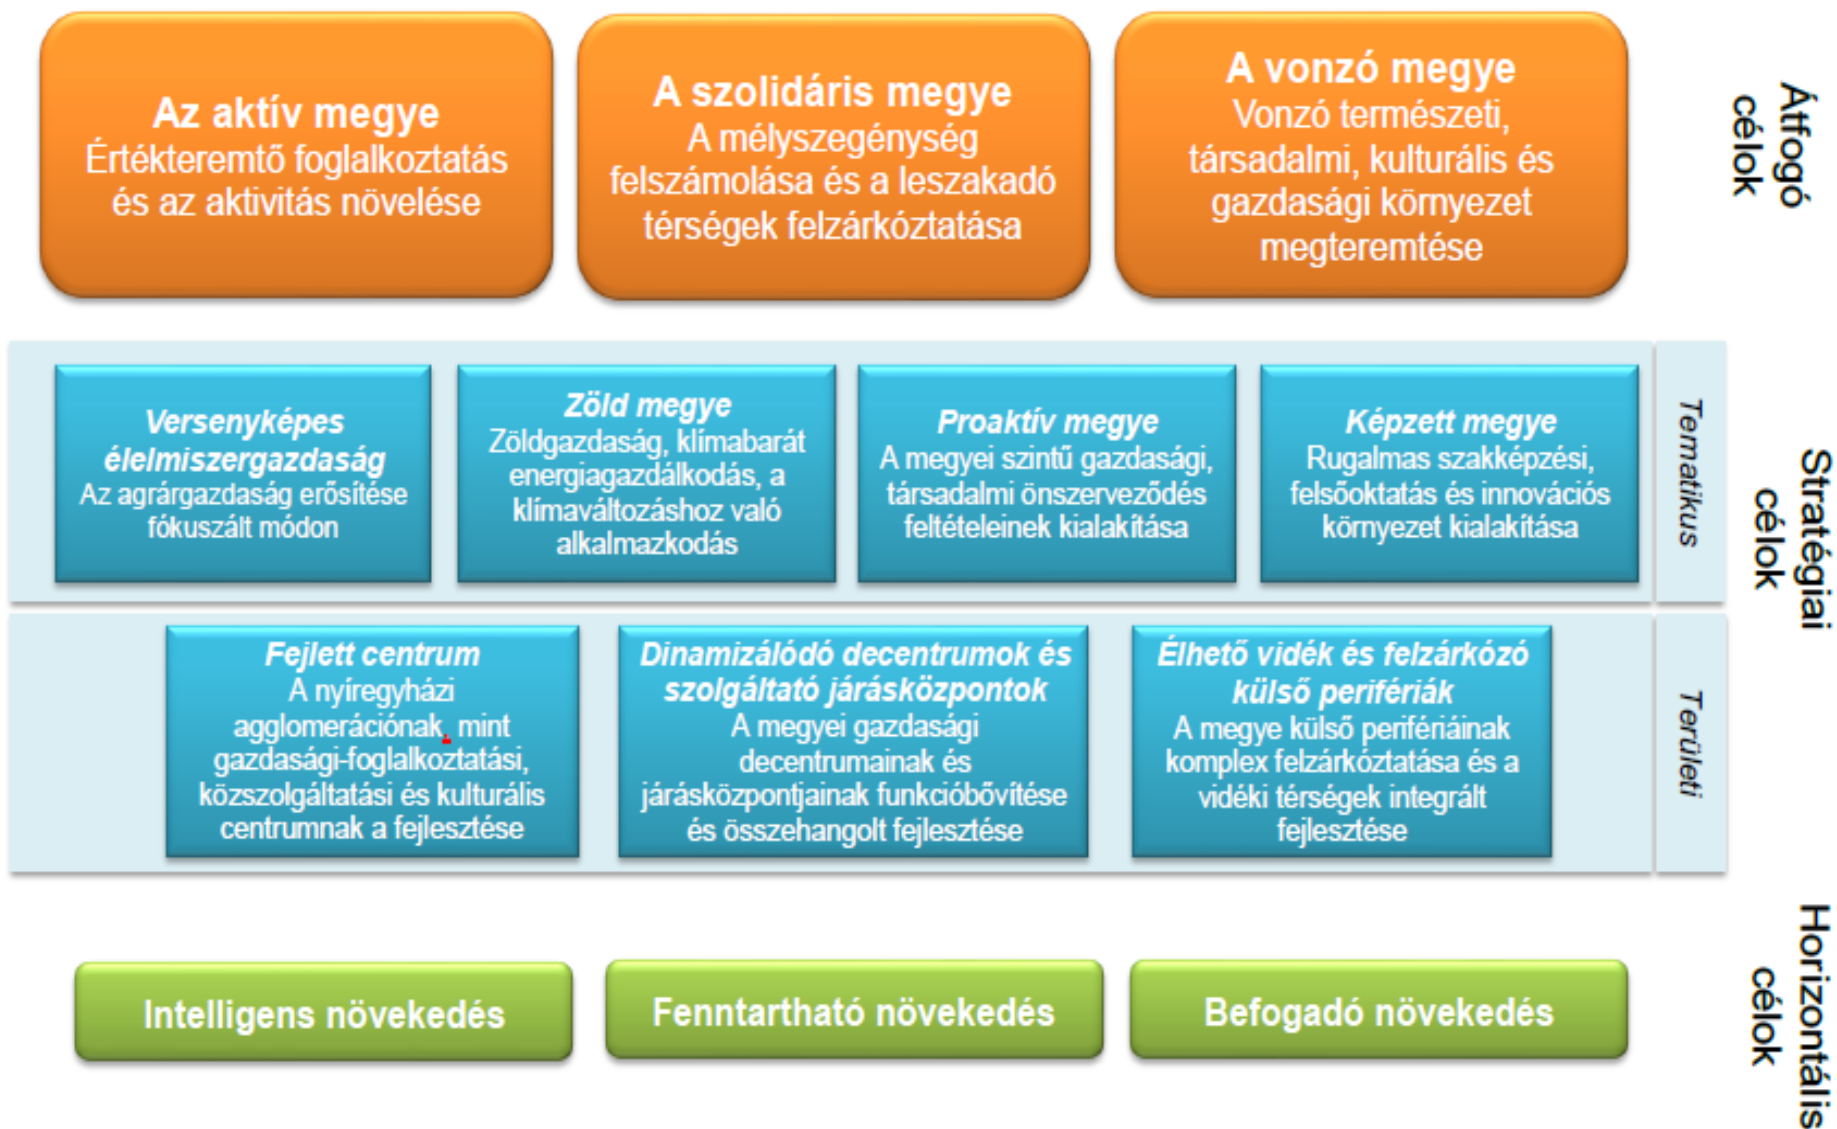 Az aktív megye
Értékteremtő foglalkoztatás
és az aktivitás növelése
A szolidáris megye
A mélyszegénység
felszámolása és a leszakadó
térségek felzárkóztatása
A vonzó megye
Vonzó természeti,
társadalmi, kulturális és
gazdasági környezet
megteremtése
Átfogó
célok
Versenyképes
élelmiszergazdaság
Az agrárgazdaság erősítése
fókuszált módon
Zöld megye
Zöldgazdaság, klímabarát
energiagazdálkodás, a
klímaváltozáshoz való
alkalmazkodás
Proaktív megye
A megyei szintű gazdasági,
társadalmi önszerveződés
feltételeinek kialakítása
Képzett megye
Rugalmas szakképzési,
felsőoktatás és innovációs
környezet kialakítása
Tematikus
Stratégiai
célok
Fejlett centrum
A nyíregyházi
agglomerációnak, mint
gazdasági-foglalkoztatási,
közszolgáltatási és kulturális
centrumnak a fejlesztése
Dinamizálódó decentrumok és
szolgáltató járásközpontok
A megyei gazdasági
decentrumainak és
járásközpontjainak funkcióbővítése
és összehangolt fejlesztése
Élhető vidék és felzárkózó
külső perifériák
A megye külső perifériáinak
komplex felzárkóztatása és a
vidéki térségek integrált
fejlesztése
Területi
Intelligens növekedés
Fenntartható növekedés
Befogadó növekedés
Horizontális
célok